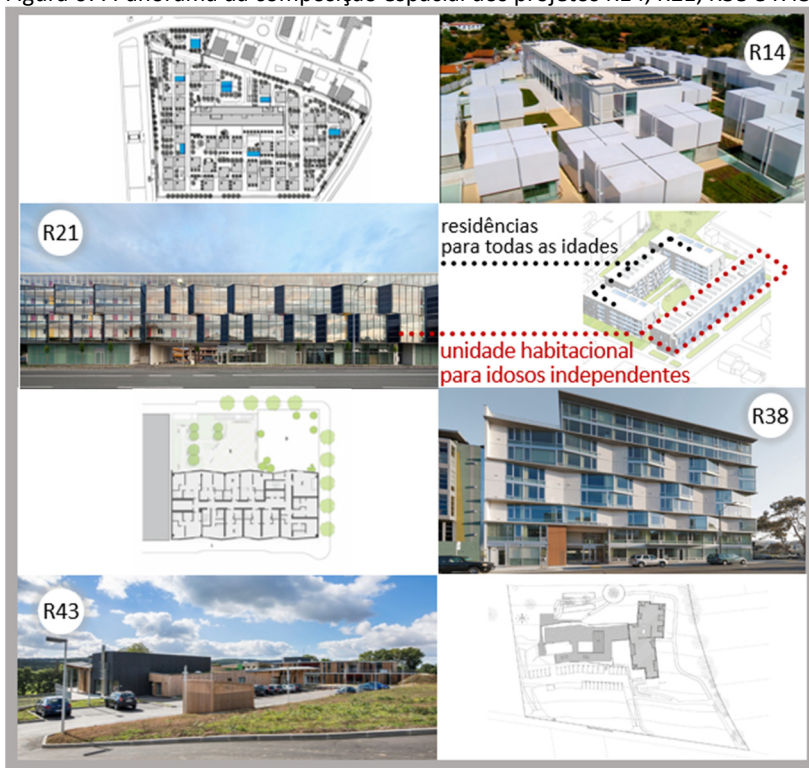 R14
R21
residências
para todas as idades
unidade habitacional
para idosos independentes
R38
R43